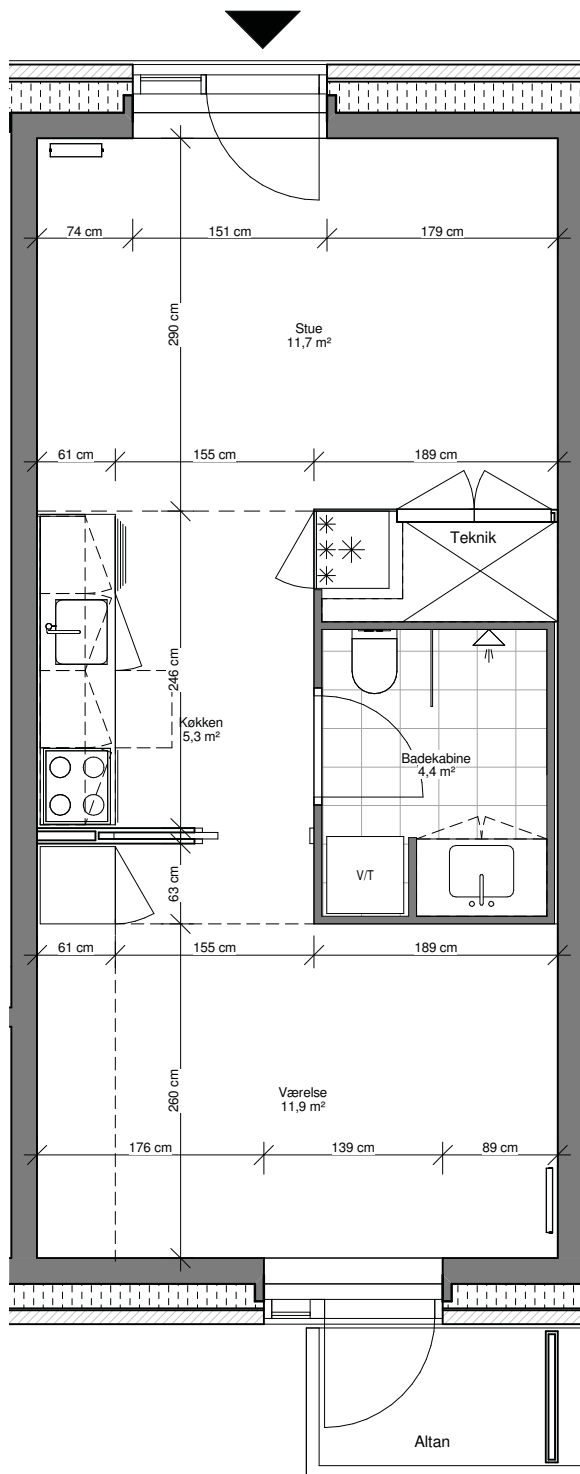 74 cm
151 cm
179 cm
290 cm
Stue
11,7 m²
61 cm
155 cm
189 cm
Teknik
246 cm
Køkken
5,3 m²
Badekabine
4,4 m²
V/T
63 cm
61 cm
155 cm
189 cm
260 cm
Værelse
11,9 m²
176 cm
139 cm
89 cm
Altan